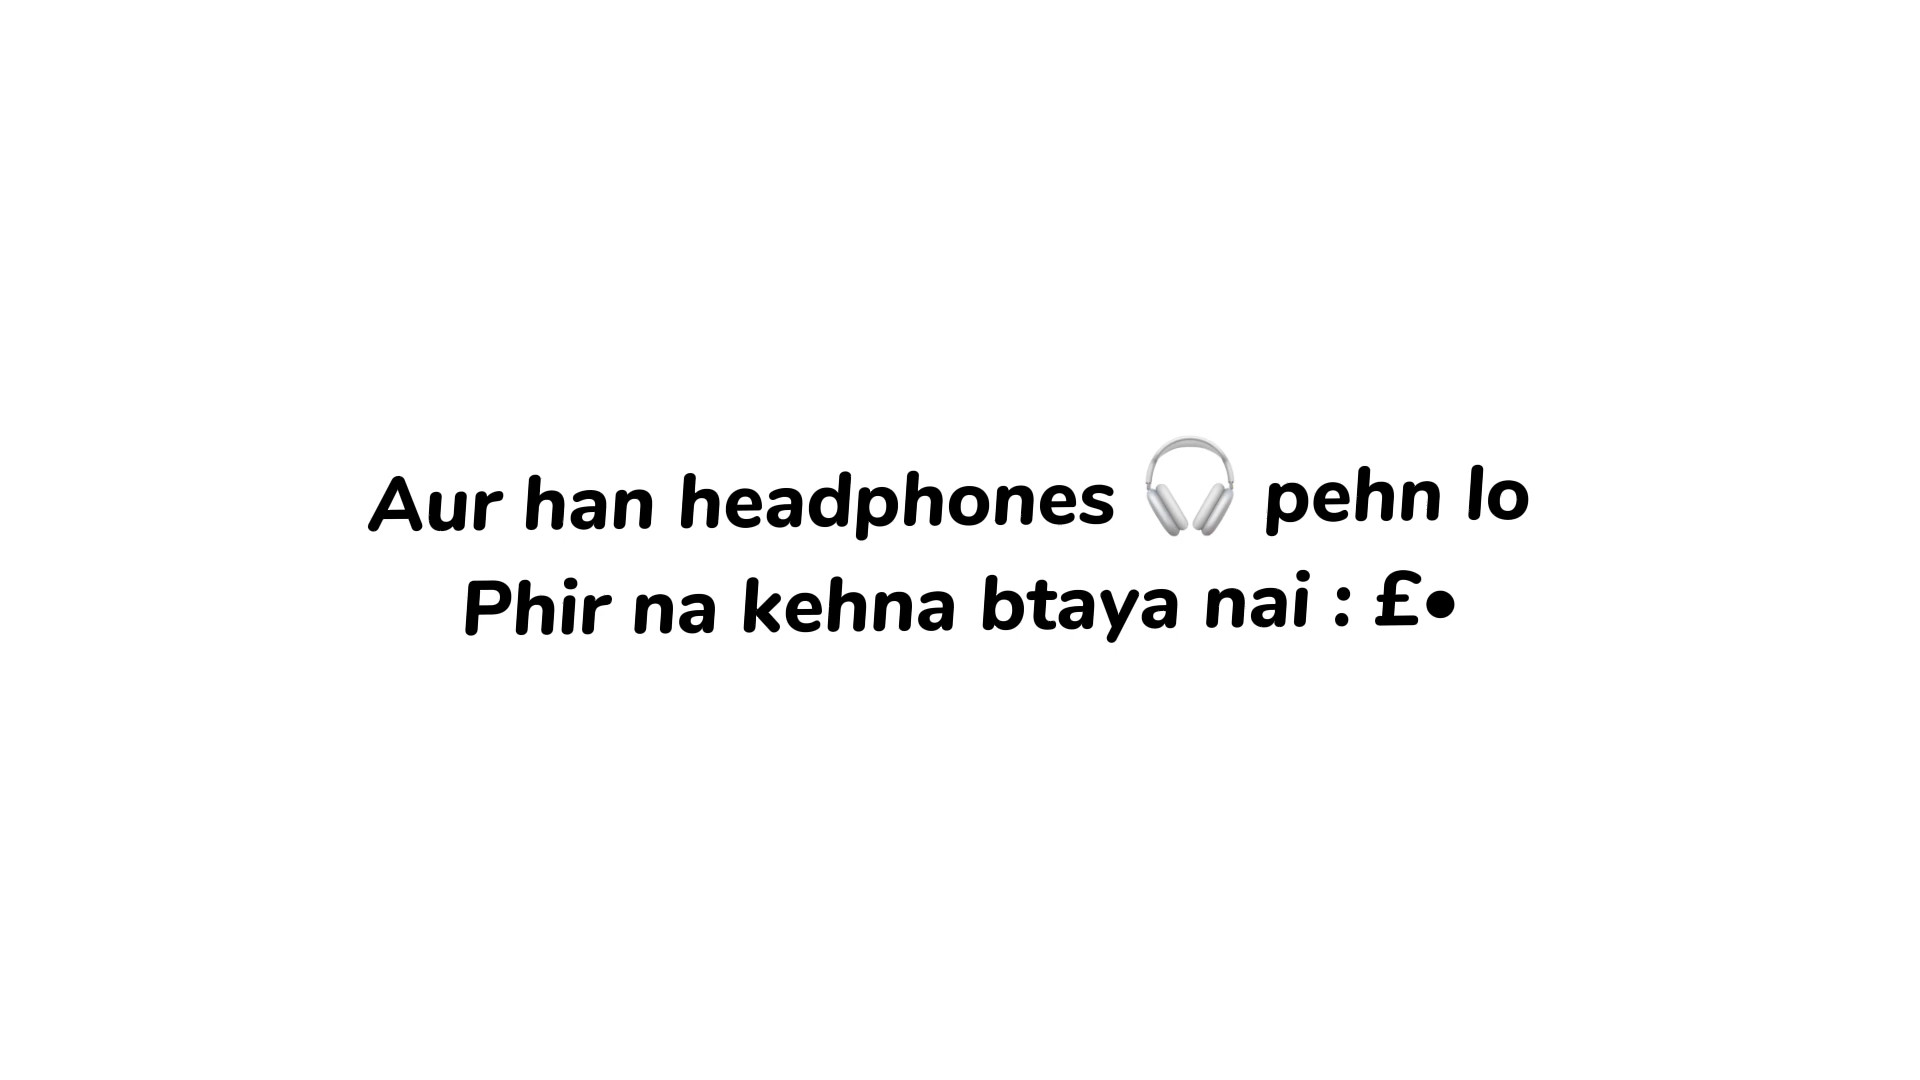 Aur han headphones 🎧 pehn lo
Phir na kehna btaya nai : £•